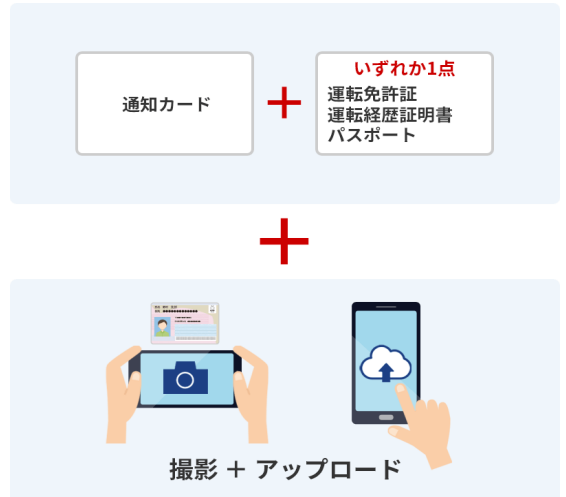 いずれか1点
通知カード
+
運転免許証
運転経歴証明書
パスポート
+
撮影 + アップロード